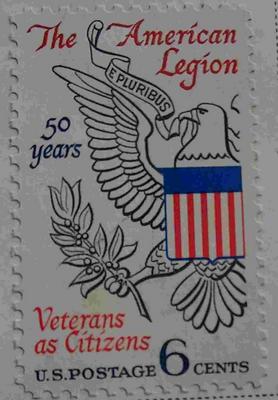 The American
Legion
E PLURIBUS
50
years
Veterans
as Citizens
U.S. POSTAGE 6 CENTS